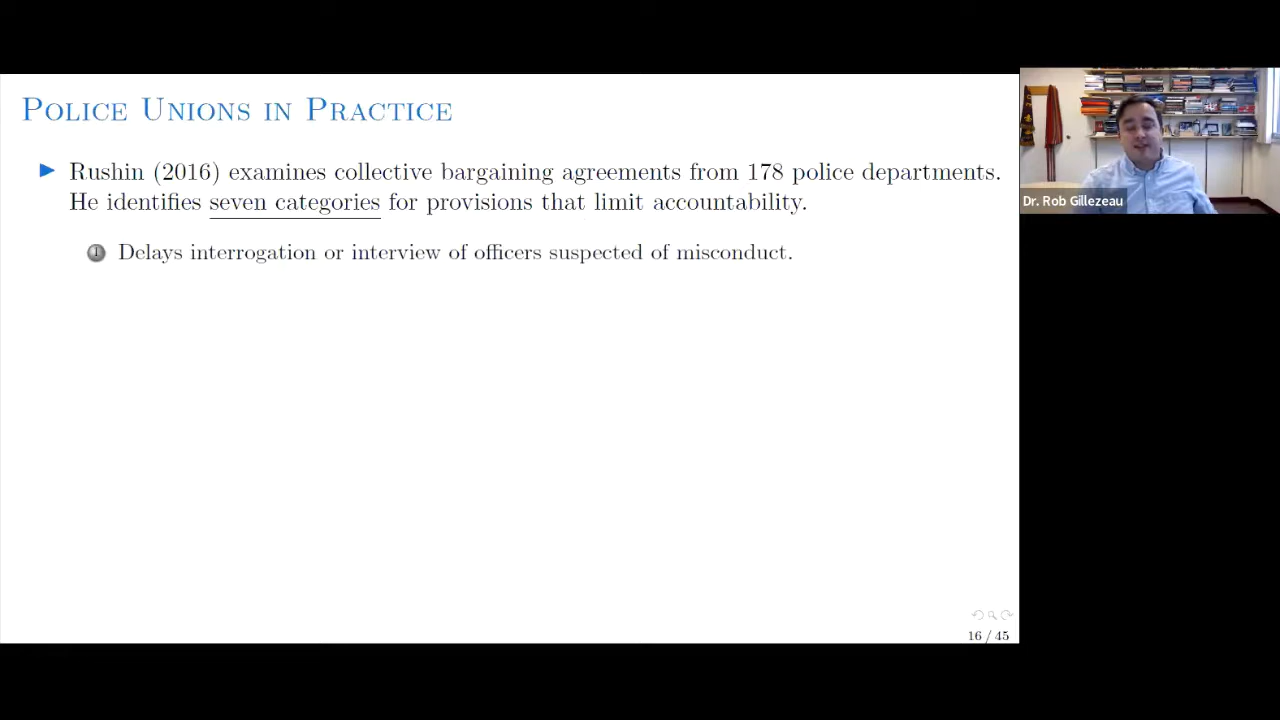 POLICE UNIONS IN PRACTICE
Rushin (2016) examines collective bargaining agreements from 178 police departments.
He identifies seven categories for provisions that limit accountability.
1 Delays interrogation or interview of officers suspected of misconduct.
16 / 45
Dr. Rob Gillezeau